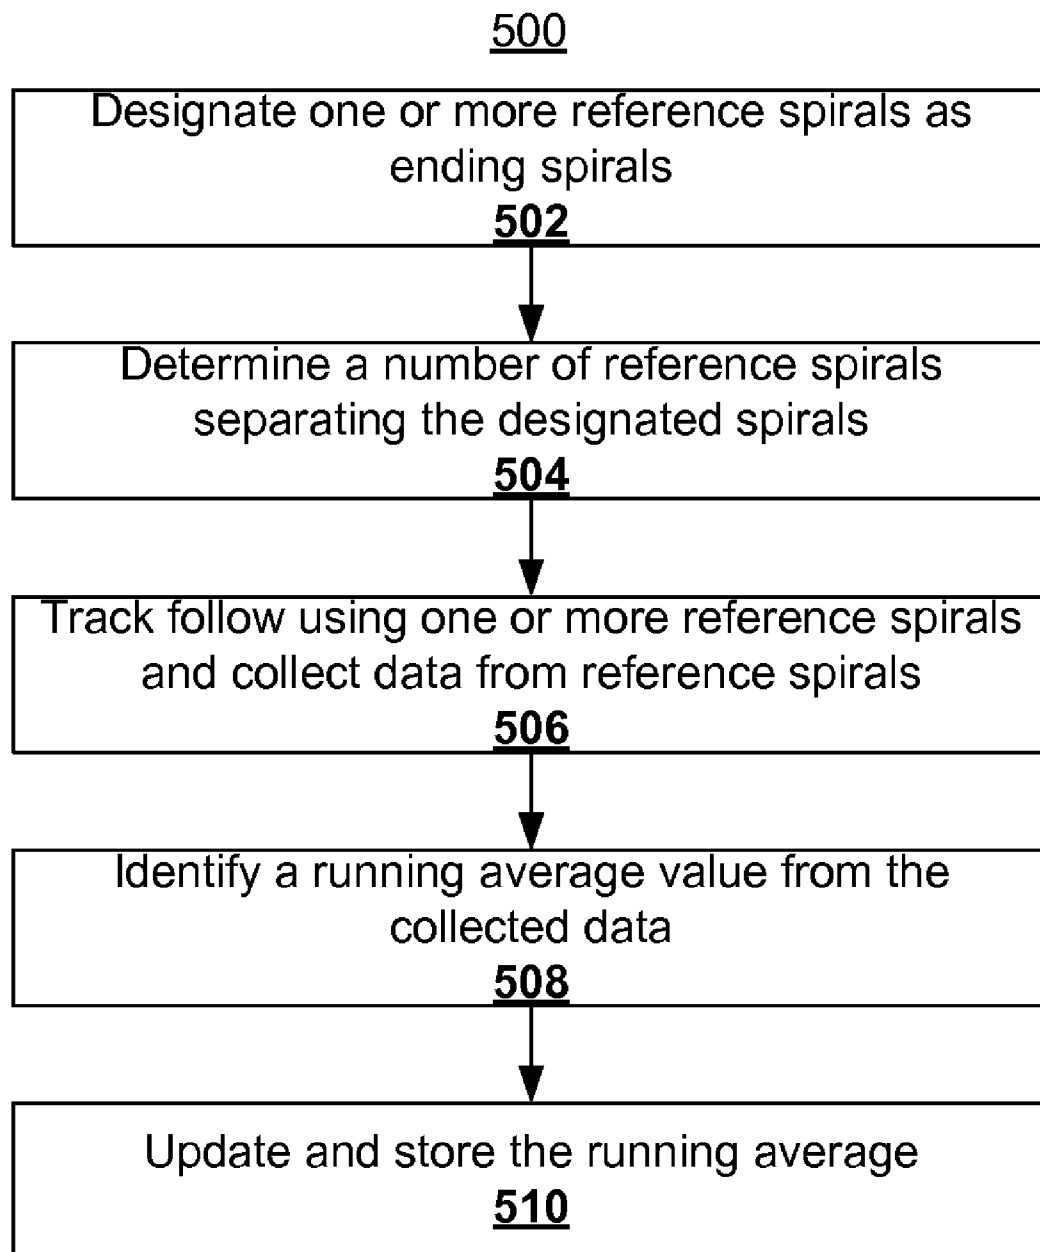 500
Designate one or more reference spirals as
ending spirals
502
Determine a number of reference spirals
separating the designated spirals
504
Track follow using one or more reference spirals
and collect data from reference spirals
506
Identify a running average value from the
collected data
508
Update and store the running average
510